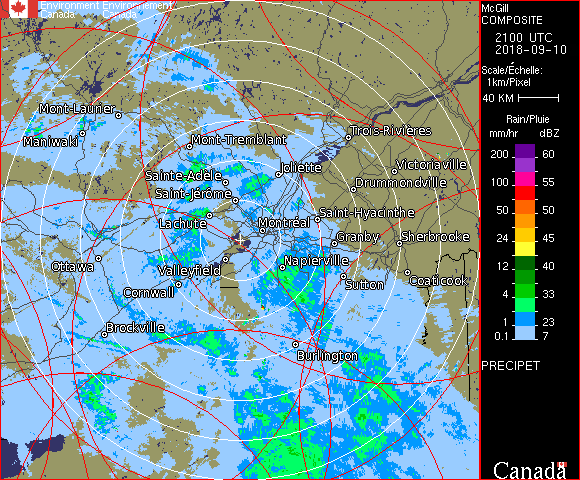 Environment Environnement
Canada Canada
McGill
COMPOSITE
2100 UTC
2018-09-10
Scale/Échelle:
1km/Pixel
40 KM
Rain/Pluie
mm/hr dBZ
200 60
150 55
100 55
50 50
24 45
12 40
4 33
1 23
0.1 7
PRECIPET
Canada
Mont-Laurier
Maniwaki
Mont-Tremblant
Trois-Rivières
Sainte-Adèle
Joliette
Victoriaville
Saint-Jérôme
Drummondville
Lachute
Montréal
Saint-Hyacinthe
Granby
Sherbrooke
Ottawa
Valleyfield
Napierville
Cornwall
Sutton
Coaticook
Brockville
Burlington